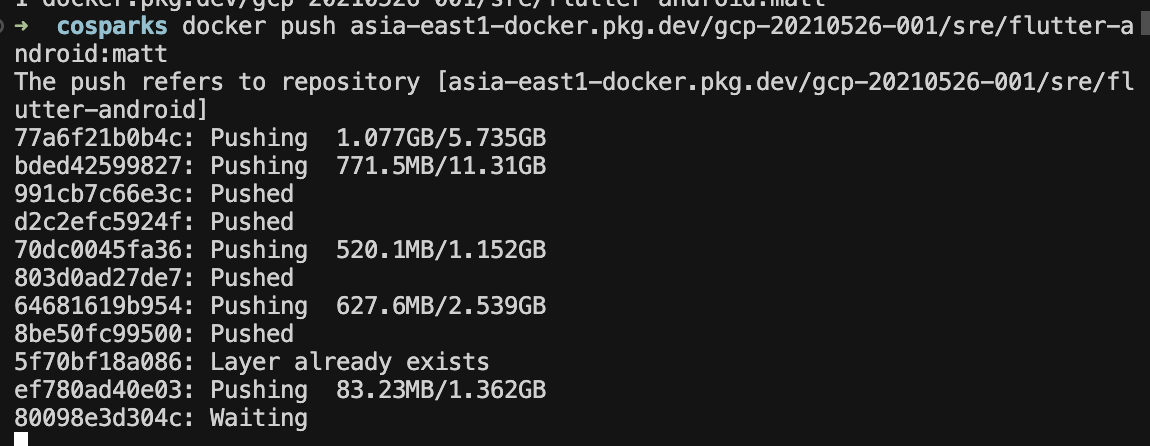 1 docker.pkg.dev/gcp-20210526-001/sre/flutter-android:matt
→ cosparks docker push asia-east1-docker.pkg.dev/gcp-20210526-001/sre/flutter-a
ndroid:matt
The push refers to repository [asia-east1-docker.pkg.dev/gcp-20210526-001/sre/fl
utter-android]
77a6f21b0b4c: Pushing 1.077GB/5.735GB
bded42599827: Pushing 771.5MB/11.31GB
991cb7c66e3c: Pushed
d2c2efc5924f: Pushed
70dc0045fa36: Pushing 520.1MB/1.152GB
803d0ad27de7: Pushed
64681619b954: Pushing 627.6MB/2.539GB
8be50fc99500: Pushed
5f70bf18a086: Layer already exists
ef780ad40e03: Pushing 83.23MB/1.362GB
80098e3d304c: Waiting